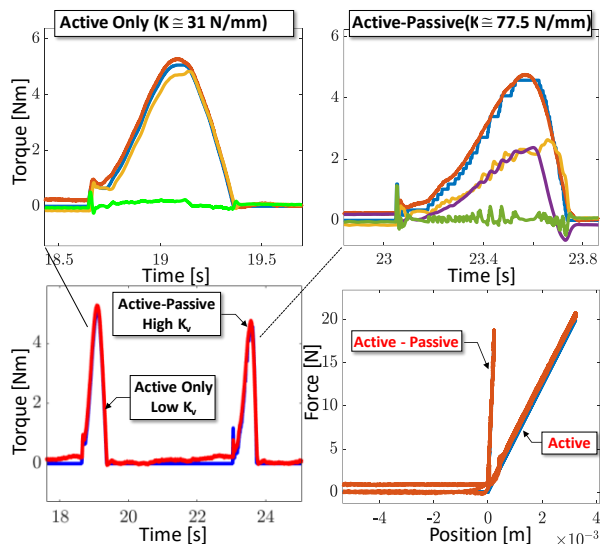 Active Only (K ≅ 31 N/mm)
Active-Passive(K≅ 77.5 N/mm)
Torque [Nm]
6
4
2
0
18.5
19
19.5
Time [s]
6
4
2
0
23
23.4
23.8
Time [s]
Torque [Nm]
4
2
0
18
20
22
24
Time [s]
Active-Passive
High Kv
Active Only
Low Kv
Force [N]
20
15
10
5
0
-4
-2
0
2
4
×10⁻³
Position [m]
Active - Passive
Active